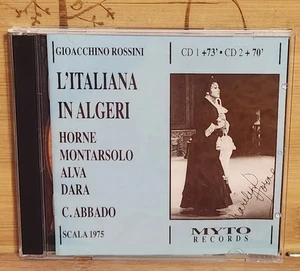 GIOACCHINO ROSSINI
CD 1 +73' • CD 2 + 70'
L'ITALIANA
IN ALGERI
HORNE
MONTARSOLO
ALVA
DARA
C. ABBADO
SCALA 1975
MYTO
RECORDS